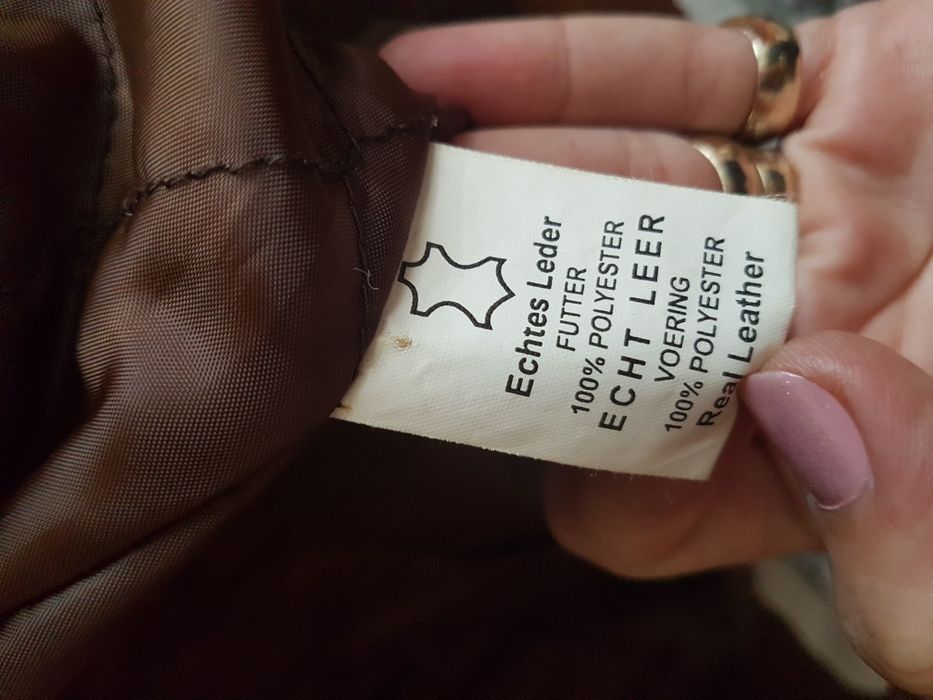 Echtes Leder
FUTTER
100% POLYESTER
ECHT LEER
VOERING
100% POLYESTER
Real Leather